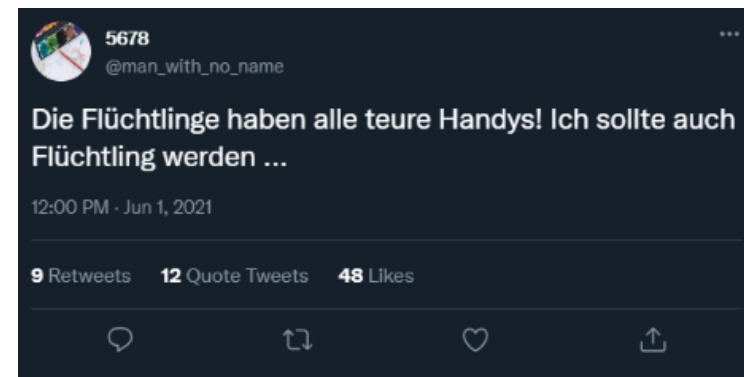 5678
@man_with_no_name
Die Flüchtlinge haben alle teure Handys! Ich sollte auch
Flüchtling werden ...
12:00 PM · Jun 1, 2021
9 Retweets 12 Quote Tweets 48 Likes